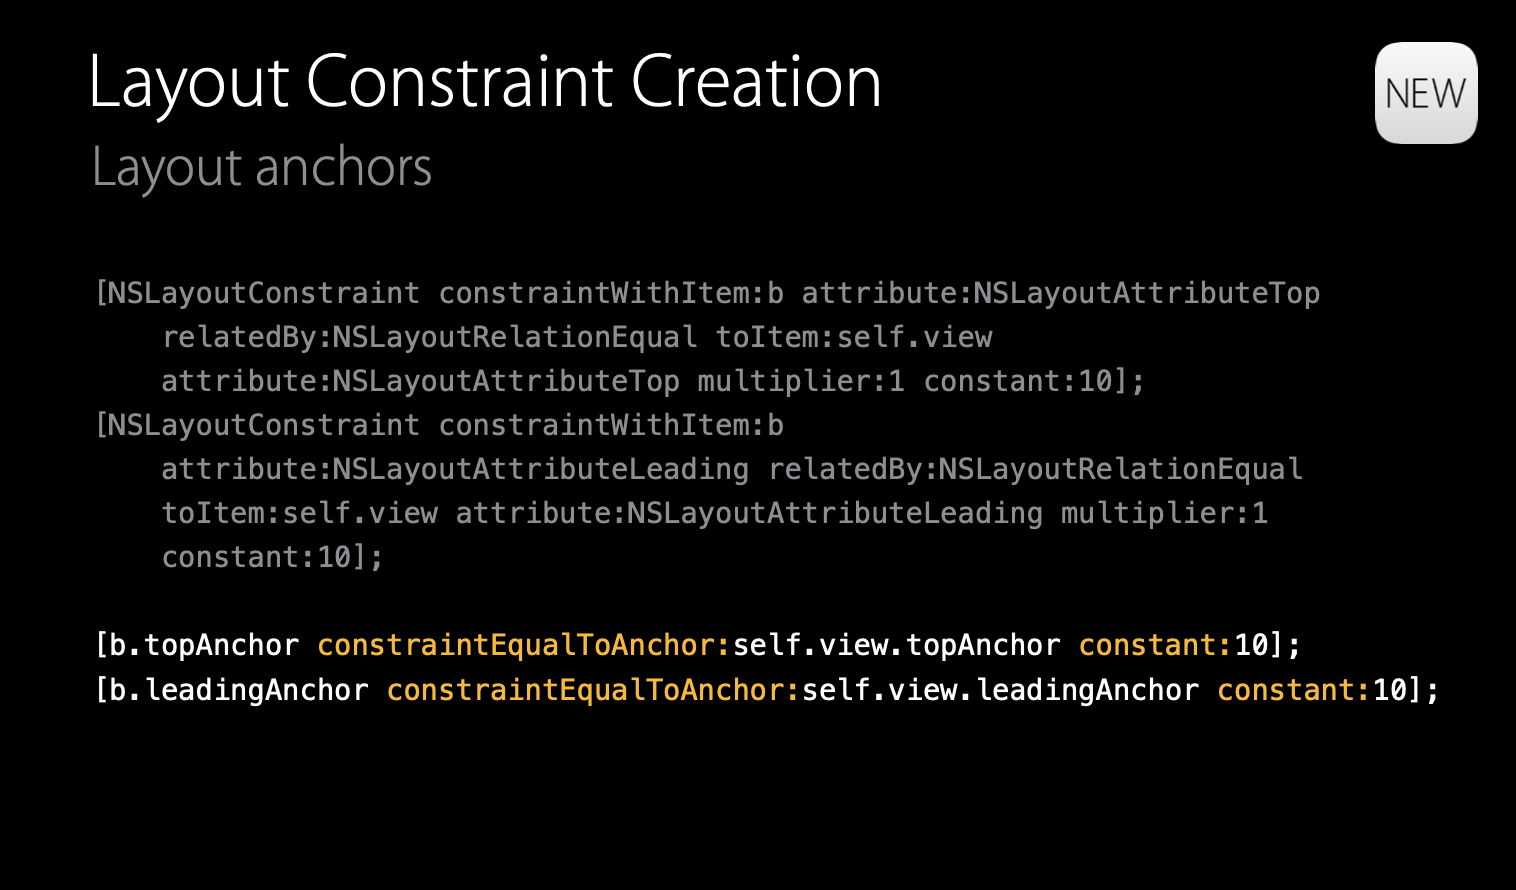 Layout Constraint Creation
NEW
Layout anchors
[NSLayoutConstraint constraintWithItem:b attribute:NSLayoutAttributeTop
relatedBy:NSLayoutRelationEqual toItem:self.view
attribute:NSLayoutAttributeTop multiplier:1 constant:10];
[NSLayoutConstraint constraintWithItem:b
attribute:NSLayoutAttributeLeading relatedBy:NSLayoutRelationEqual
toItem:self.view attribute:NSLayoutAttributeLeading multiplier:1
constant:10];
[b.topAnchor constraintEqualToAnchor:self.view.topAnchor constant:10];
[b.leadingAnchor constraintEqualToAnchor:self.view.leadingAnchor constant:10];